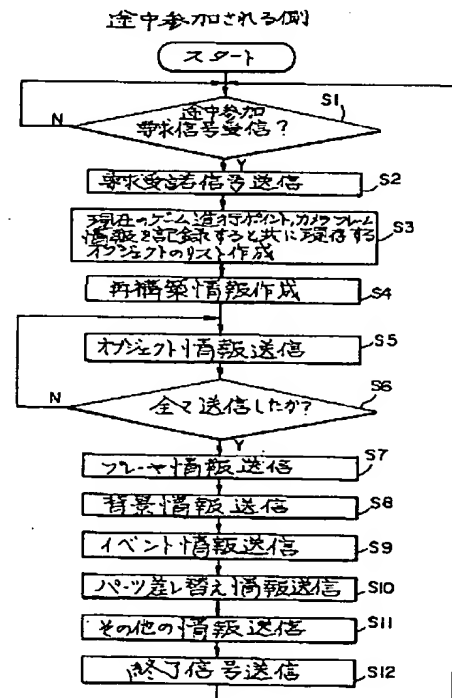 途中参加される側
スタート
途中参加
要求信号受信?
S1
N
Y
要求受諾信号送信
S2
現在のゲーム進行ポイント、カメラフレーム
情報を記録すると共に現存する
オブジェクトのリスト作成
S3
再構築情報作成
S4
オブジェクト情報送信
S5
全て送信したか?
S6
N
Y
プレーヤ情報送信
S7
背景情報送信
S8
イベント情報送信
S9
パーツ差し替え情報送信
S10
その他の情報送信
S11
終了信号送信
S12